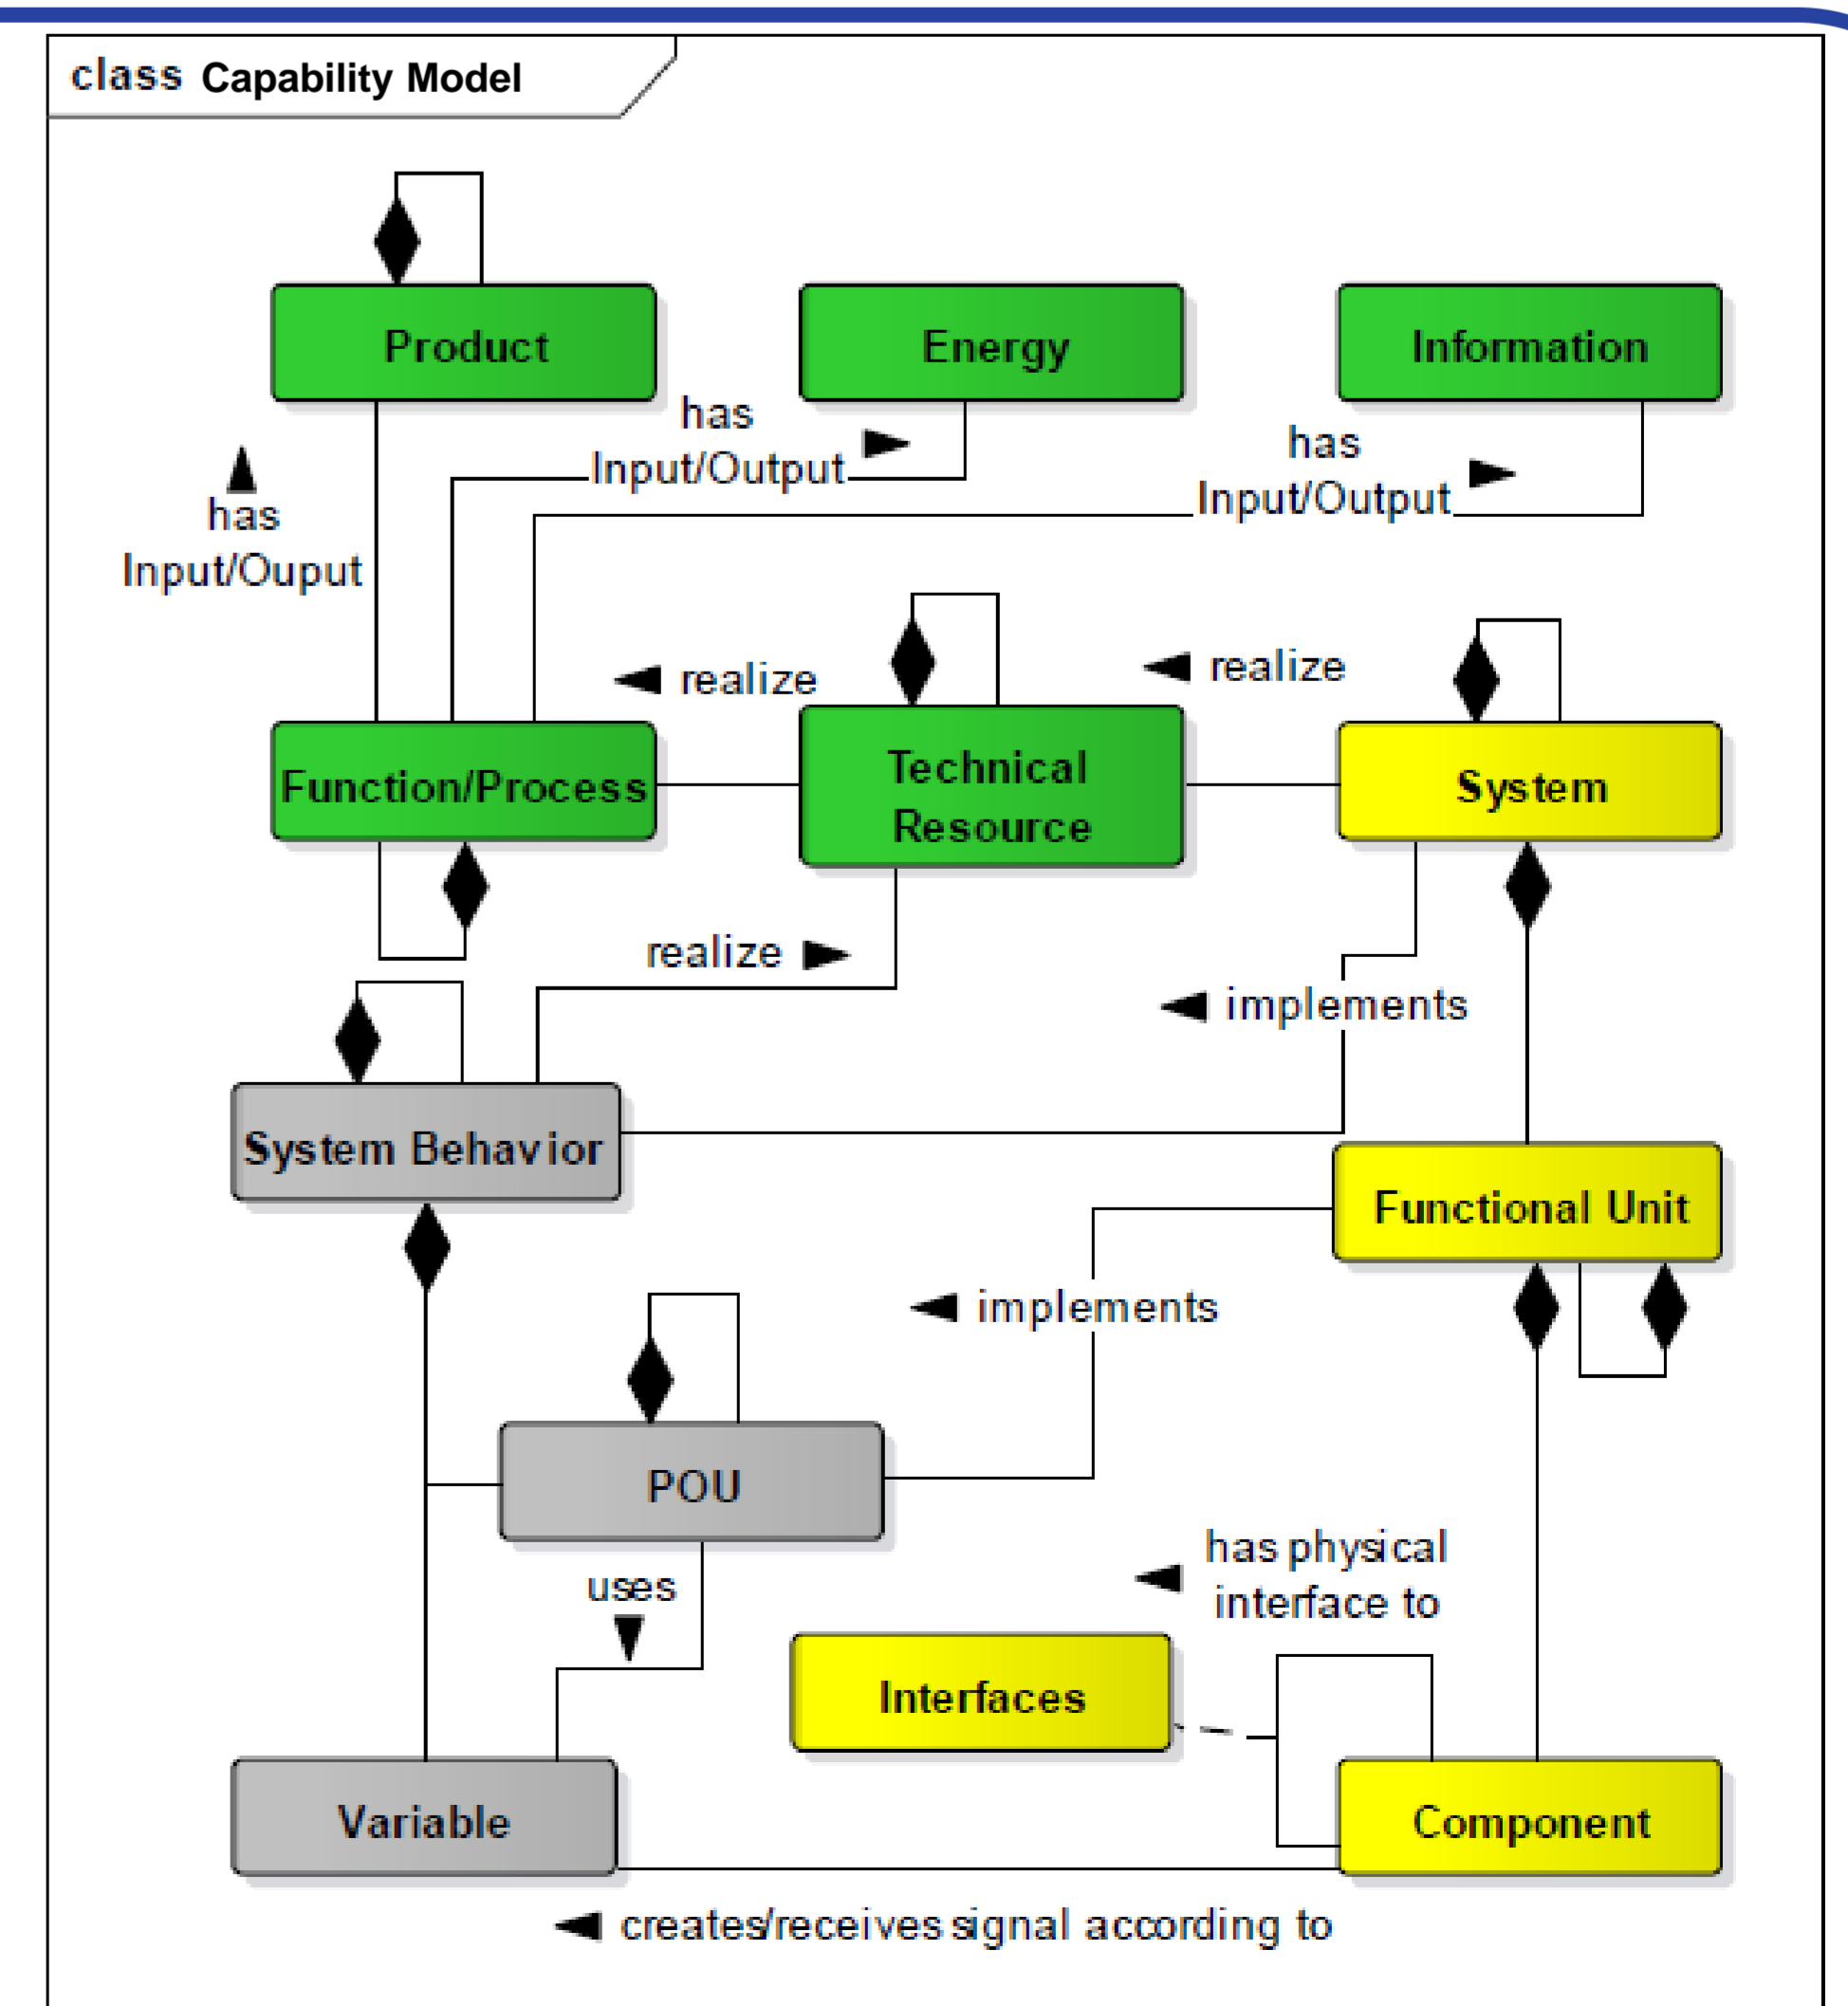 class Capability Model
Product
Energy
Information
has
Input/Output
has
Input/Output
has
Input/Ouput
realize
realize
Function/Process
Technical
Resource
System
realize
implements
System Behavior
Functional Unit
implements
POU
has physical
interface to
uses
Interfaces
Variable
Component
creates/receives signal according to